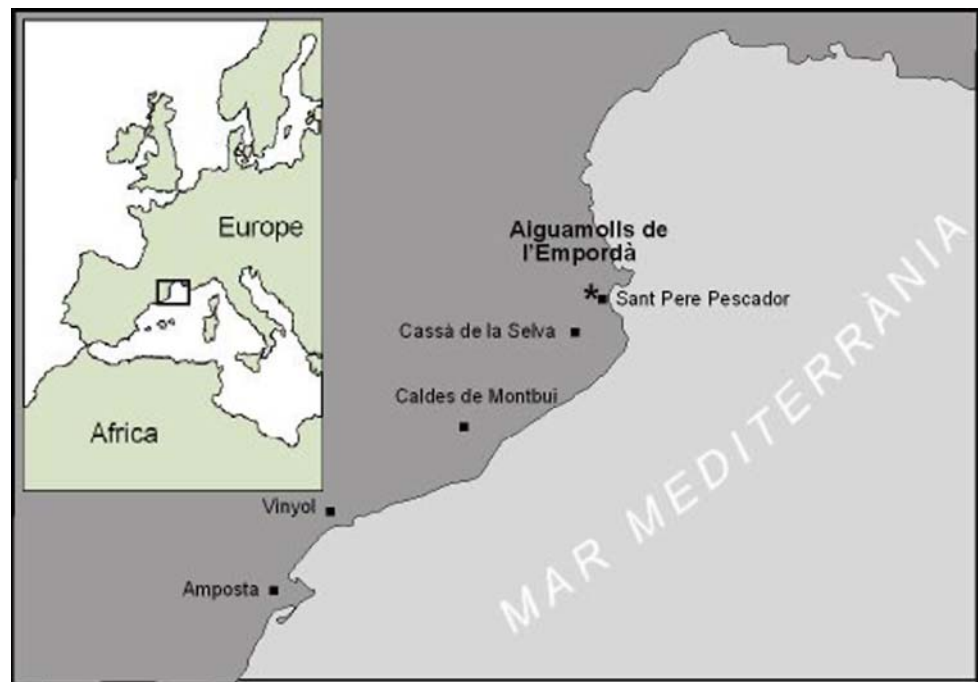 Europe
Africa
Aiguamolls de
l'Empordà
* Sant Pere Pescador
Cassà de la Selva
Caldes de Montbui
Vinyol
Amposta
MAR MEDITERRÀNIA